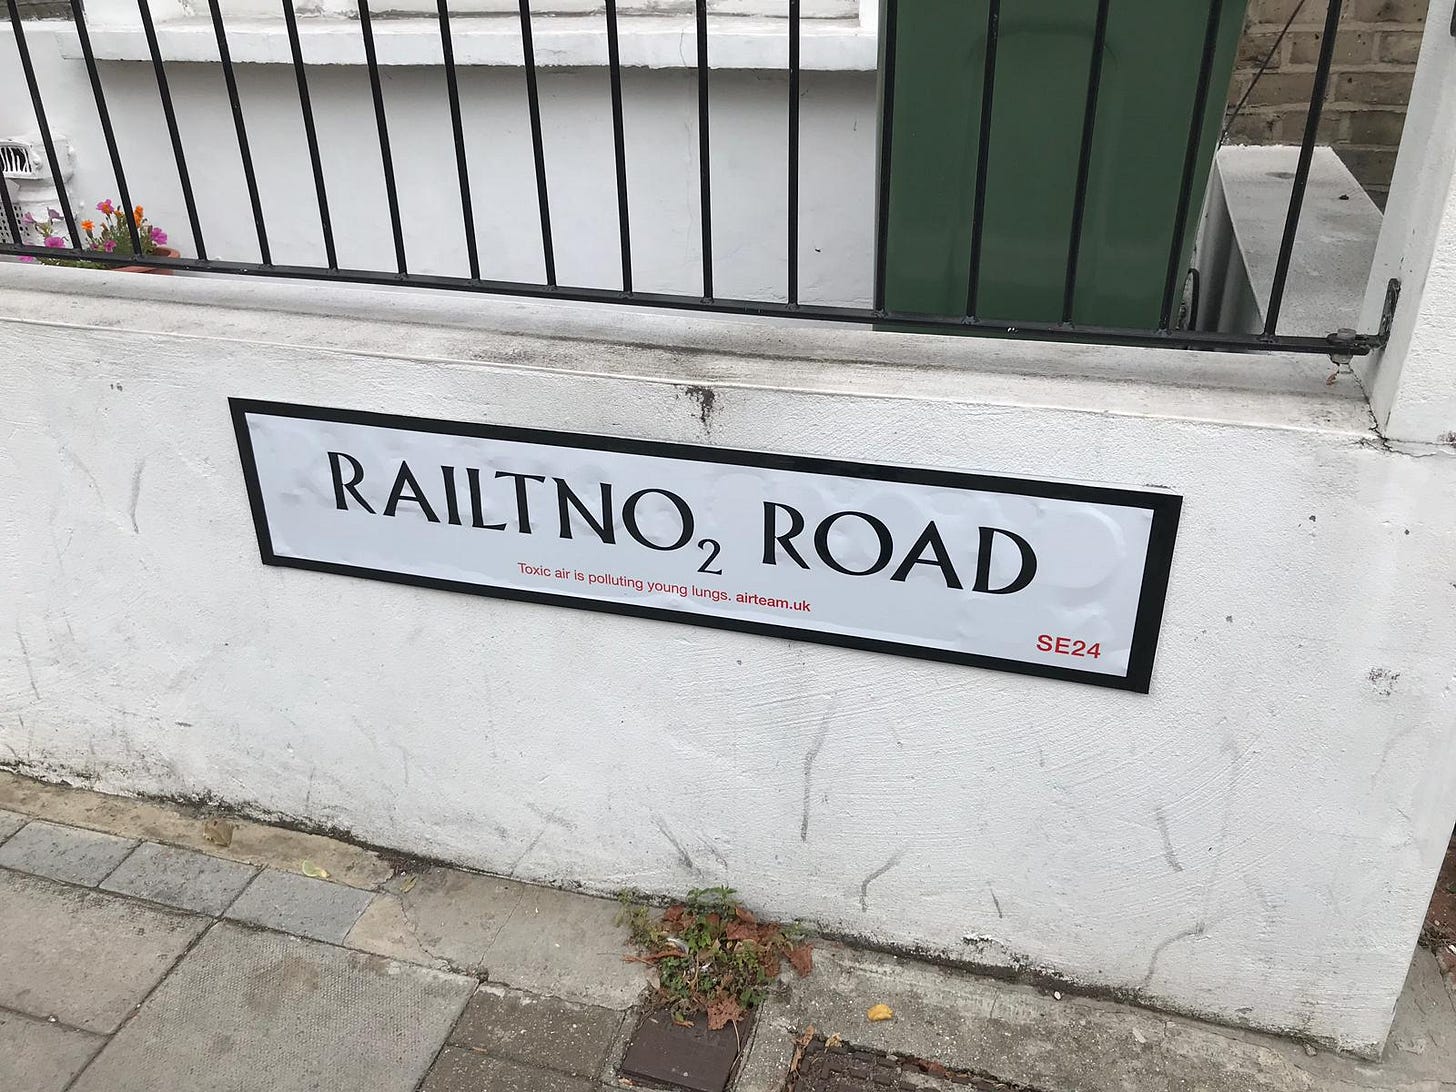 RAILTNO₂ ROAD
Toxic air is polluting young lungs. airteam.uk
SE24